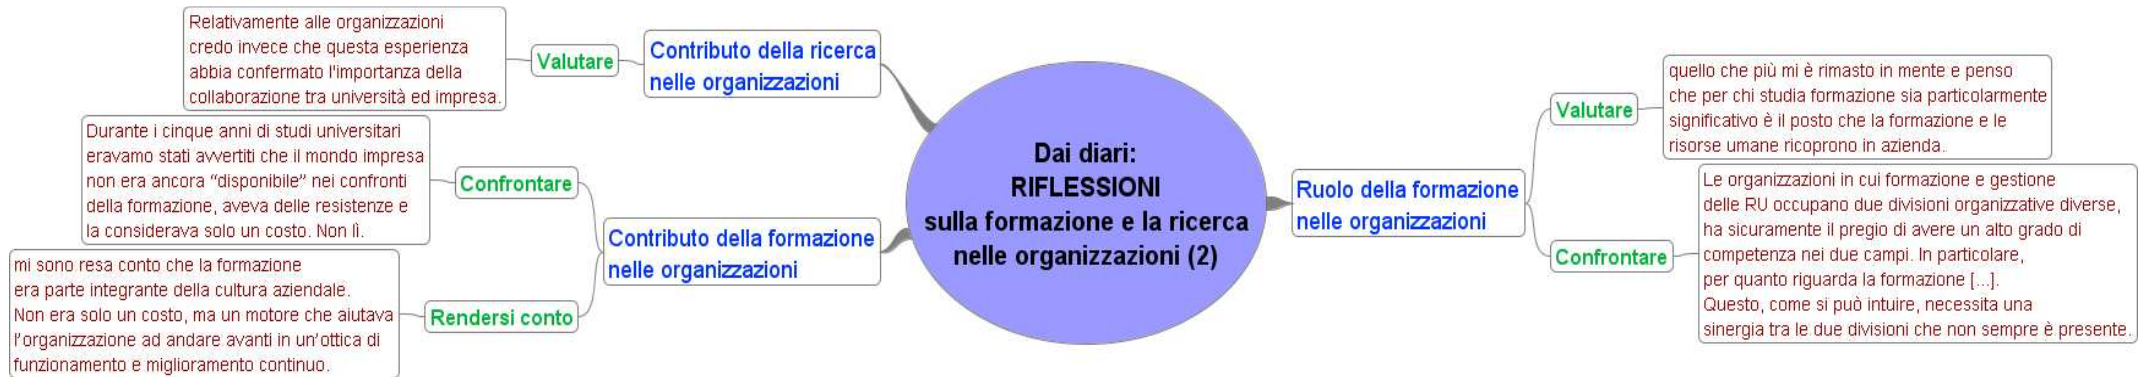 Dai diari:
RIFLESSIONI
sulla formazione e la ricerca
nelle organizzazioni (2)
Contributo della ricerca
nelle organizzazioni
Valutare
Relativamente alle organizzazioni
credo invece che questa esperienza
abbia confermato l'importanza della
collaborazione tra università ed impresa.
Contributo della formazione
nelle organizzazioni
Confrontare
Durante i cinque anni di studi universitari
eravamo stati avvertiti che il mondo impresa
non era ancora “disponibile” nei confronti
della formazione, aveva delle resistenze e
la considerava solo un costo. Non lì.
Rendersi conto
mi sono resa conto che la formazione
era parte integrante della cultura aziendale.
Non era solo un costo, ma un motore che aiutava
l’organizzazione ad andare avanti in un’ottica di
funzionamento e miglioramento continuo.
Ruolo della formazione
nelle organizzazioni
Valutare
quello che più mi è rimasto in mente e penso
che per chi studia formazione sia particolarmente
significativo è il posto che la formazione e le
risorse umane ricoprono in azienda.
Confrontare
Le organizzazioni in cui formazione e gestione
delle RU occupano due divisioni organizzative diverse,
ha sicuramente il pregio di avere un alto grado di
competenza nei due campi. In particolare,
per quanto riguarda la formazione [...].
Questo, come si può intuire, necessita una
sinergia tra le due divisioni che non sempre è presente.